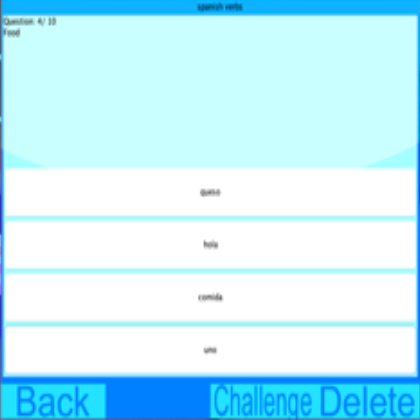 spanish verbs
Question: 4/ 10
Food
queso
hola
comida
uno
Back
Challenge
Delete